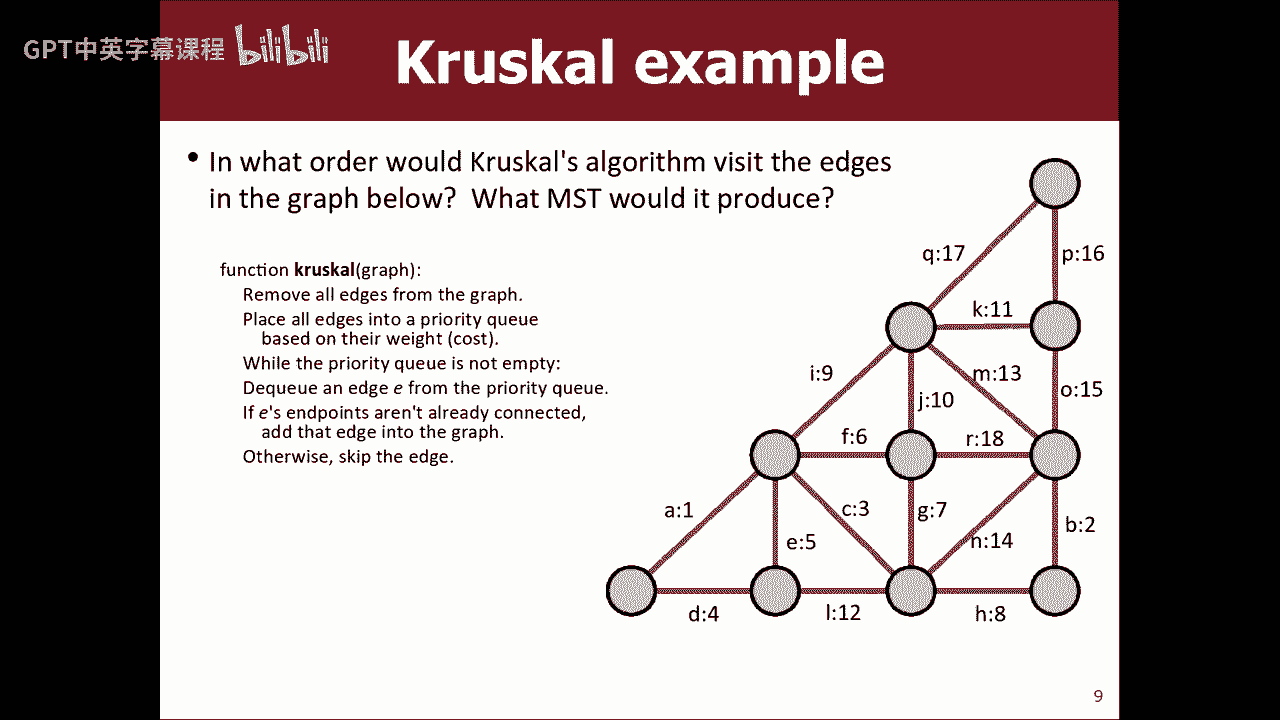 GPT中英字幕课程 bilibili
Kruskal example
• In what order would Kruskal's algorithm visit the edges
in the graph below? What MST would it produce?
function kruskal(graph):
Remove all edges from the graph.
Place all edges into a priority queue
based on their weight (cost).
While the priority queue is not empty:
Dequeue an edge e from the priority queue.
If e's endpoints aren't already connected,
add that edge into the graph.
Otherwise, skip the edge.
q:17
p:16
k:11
i:9
m:13
j:10
o:15
f:6
r:18
a:1
c:3
g:7
b:2
e:5
n:14
d:4
l:12
h:8
9